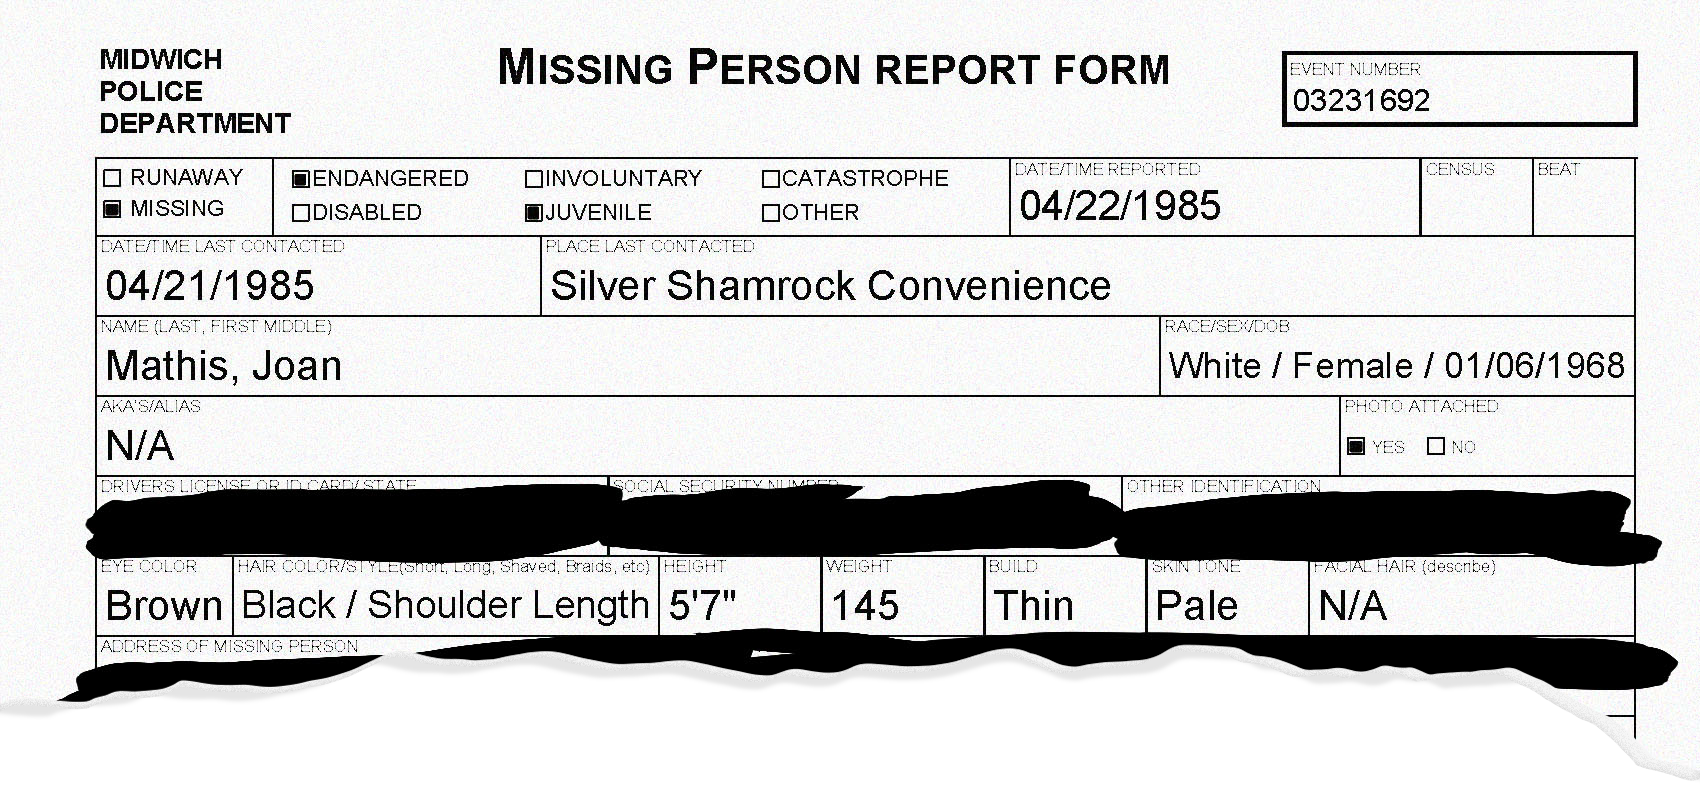 MIDWICH
POLICE
DEPARTMENT
MISSING PERSON REPORT FORM
EVENT NUMBER
03231692
RUNAWAY
MISSING
ENDANGERED
INVOLUNTARY
CATASTROPHE
DISABLED
JUVENILE
OTHER
DATE/TIME REPORTED
04/22/1985
CENSUS
BEAT
DATE/TIME LAST CONTACTED
04/21/1985
PLACE LAST CONTACTED
Silver Shamrock Convenience
NAME (LAST, FIRST MIDDLE)
Mathis, Joan
RACE/SEX/DOB
White / Female / 01/06/1968
AKA'S/ALIAS
N/A
PHOTO ATTACHED
YES NO
DRIVERS LICENSE OR ID CARD/ STATE
SOCIAL SECURITY NUMBER
OTHER IDENTIFICATION
EYE COLOR
Brown
HAIR COLOR/STYLE(Short, Long, Shaved, Braids, etc)
Black / Shoulder Length
HEIGHT
5'7"
WEIGHT
145
BUILD
Thin
SKIN TONE
Pale
FACIAL HAIR (describe)
N/A
ADDRESS OF MISSING PERSON